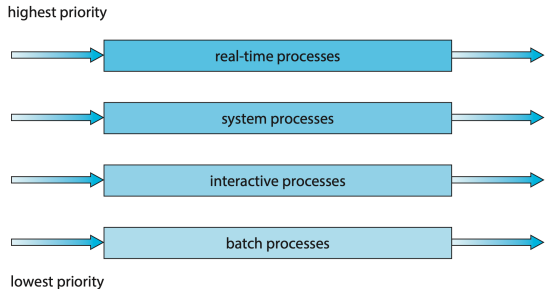 highest priority
real-time processes
system processes
interactive processes
batch processes
lowest priority